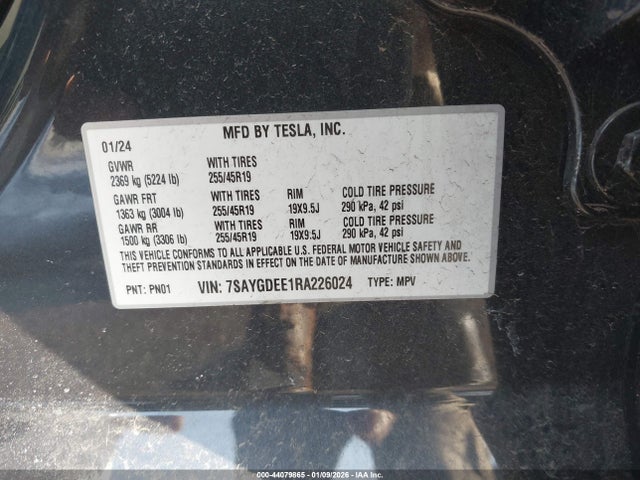 MFD BY TESLA, INC.
01/24
GVWR WITH TIRES
2369 kg (5224 lb) 255/45R19
GAWR FRT WITH TIRES RIM COLD TIRE PRESSURE
1363 kg (3004 lb) 255/45R19 19X9.5J 290 kPa, 42 psi
GAWR RR WITH TIRES RIM COLD TIRE PRESSURE
1500 kg (3306 lb) 255/45R19 19X9.5J 290 kPa, 42 psi
THIS VEHICLE CONFORMS TO ALL APPLICABLE U.S. FEDERAL MOTOR VEHICLE SAFETY AND
THEFT PREVENTION STANDARDS IN EFFECT ON THE DATE OF MANUFACTURE SHOWN ABOVE.
PNT: PN01 VIN: 7SAYGDEE1RA226024 TYPE: MPV
000-44079865 - 01/09/2026 - IAA Inc.